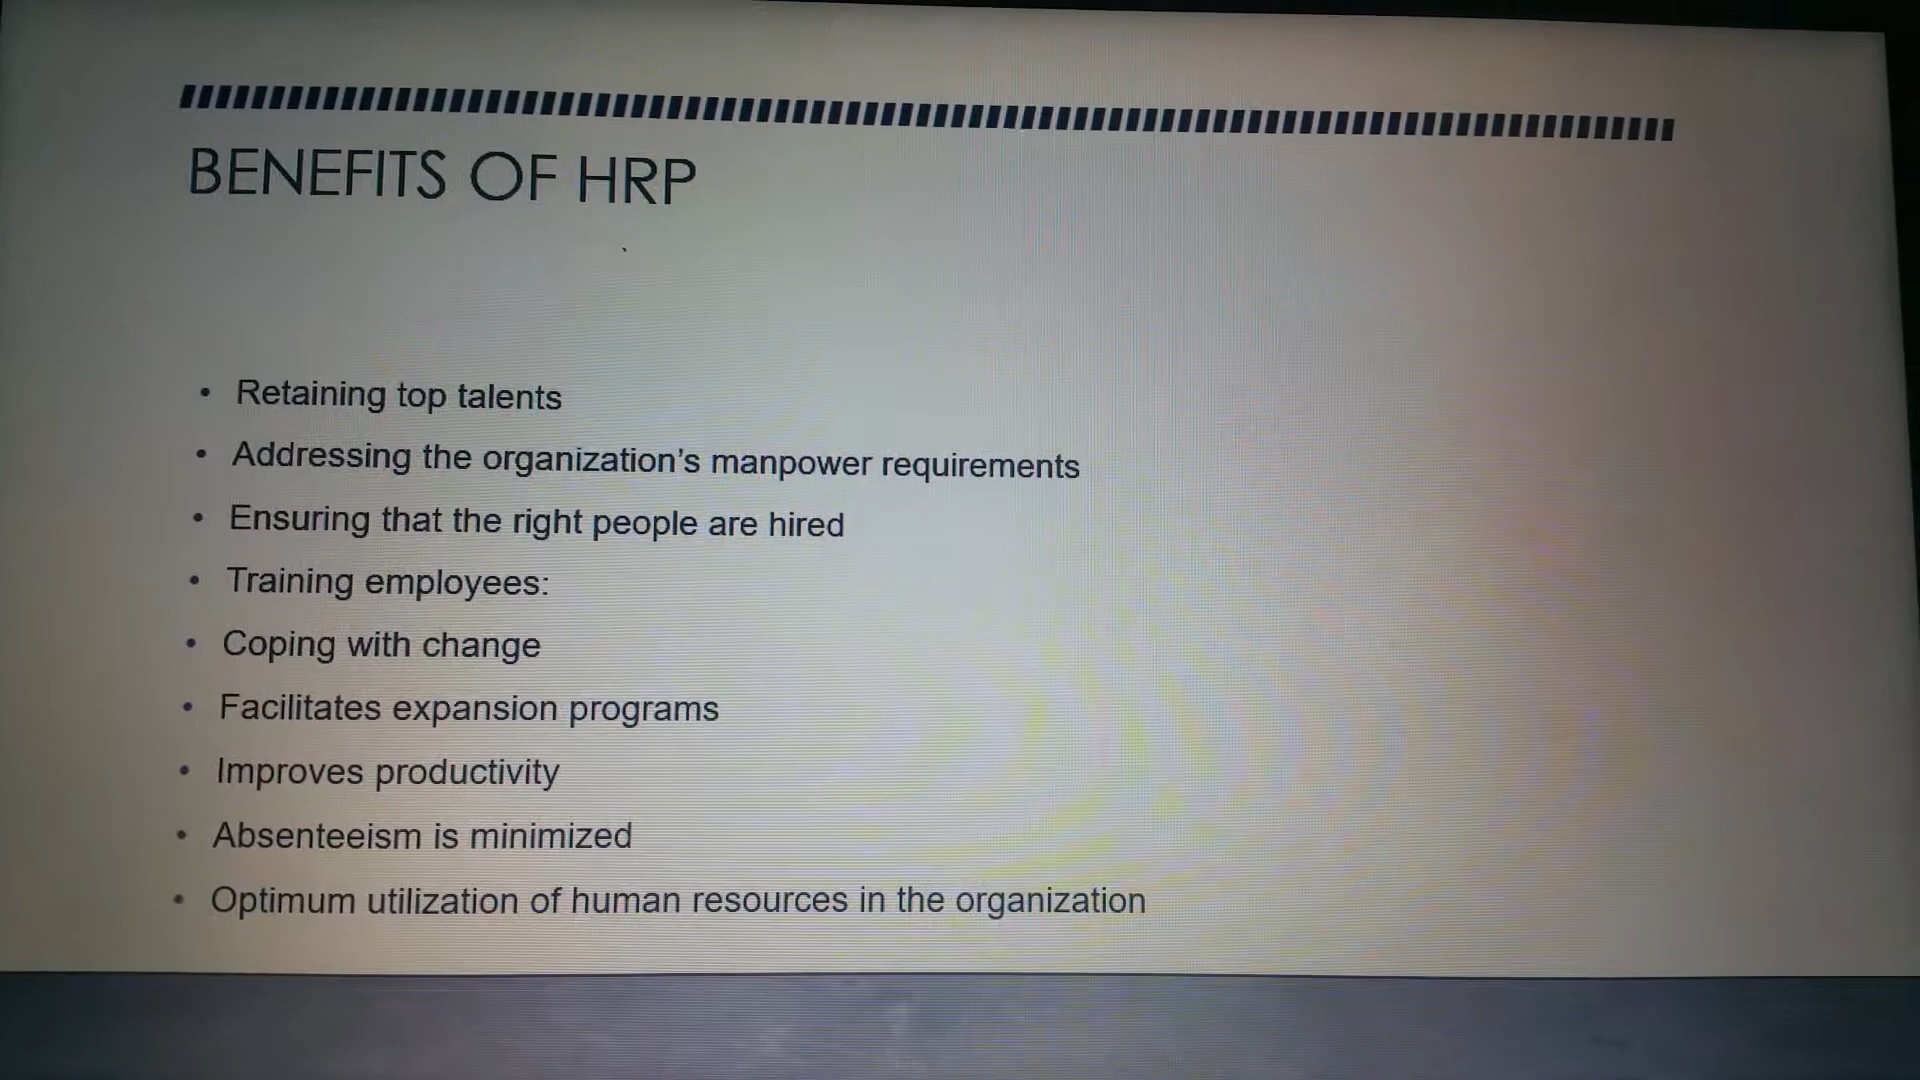 BENEFITS OF HRP
• Retaining top talents
• Addressing the organization's manpower requirements
• Ensuring that the right people are hired
• Training employees:
• Coping with change
• Facilitates expansion programs
• Improves productivity
• Absenteeism is minimized
• Optimum utilization of human resources in the organization